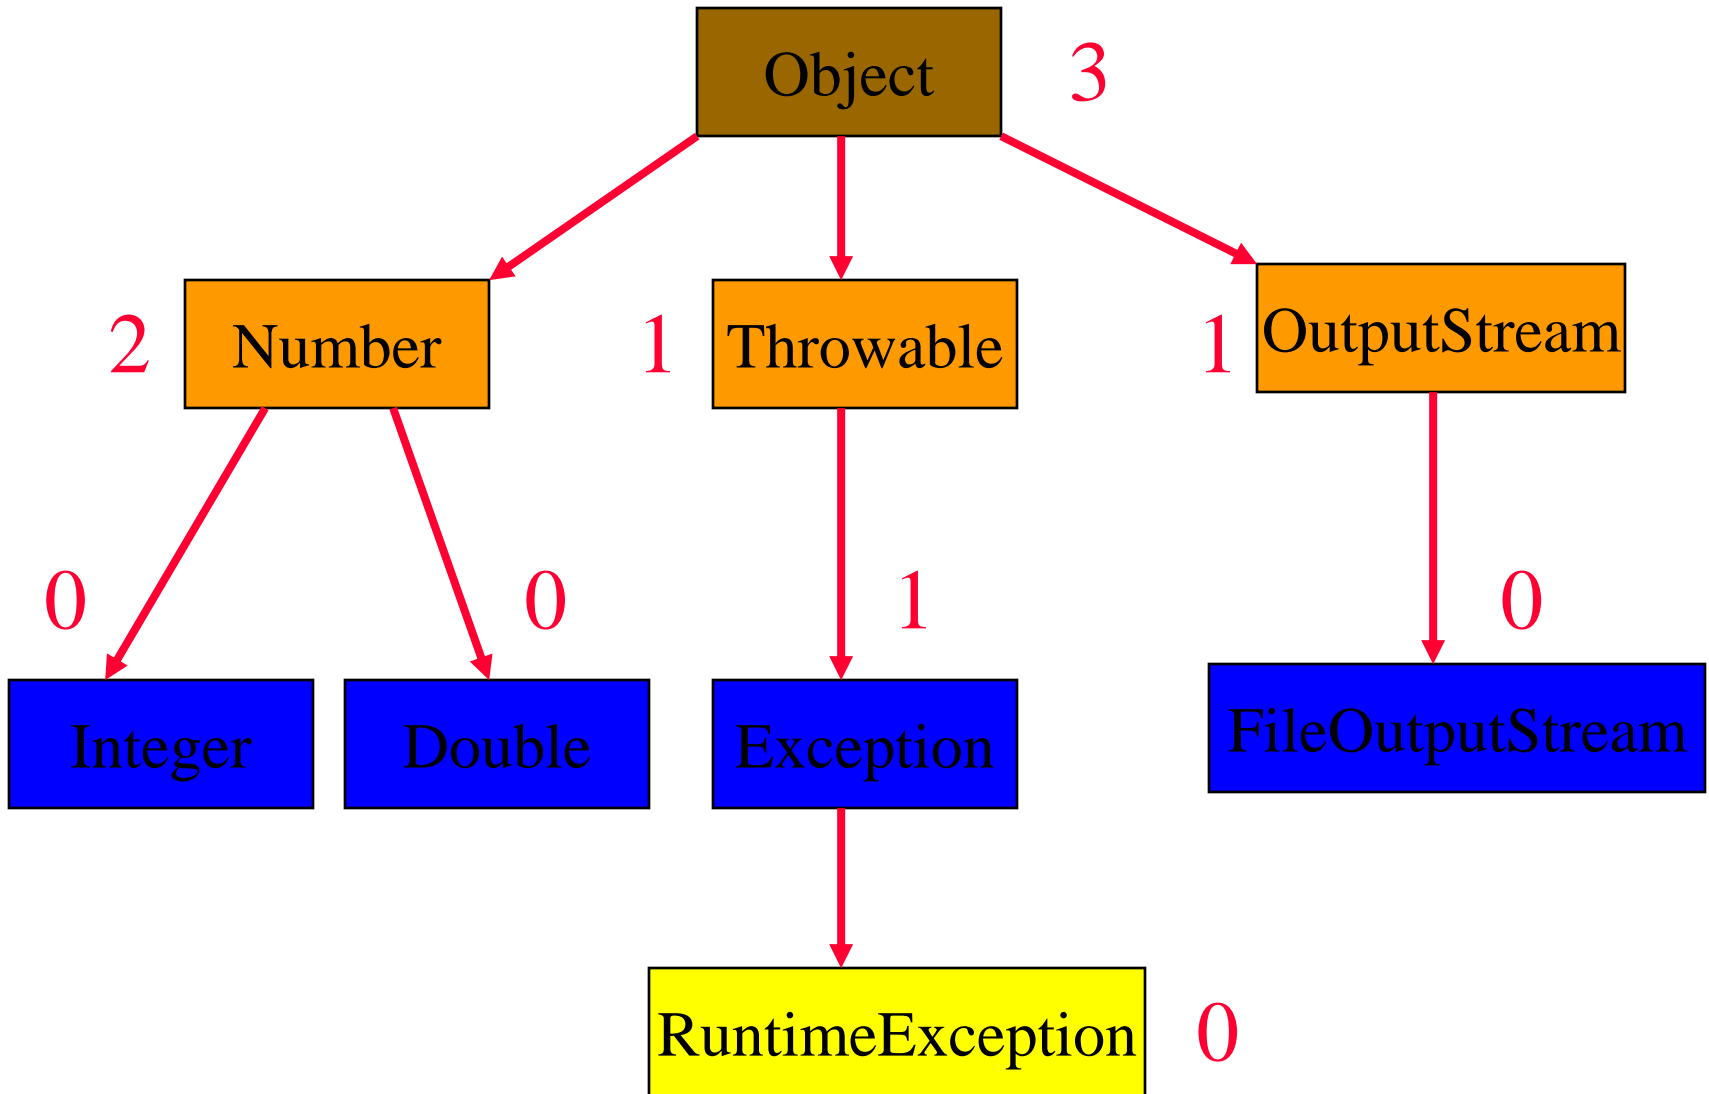 Object 3
2 Number 1 Throwable 1 OutputStream
0 0 1 0
Integer Double Exception FileOutputStream
RuntimeException 0